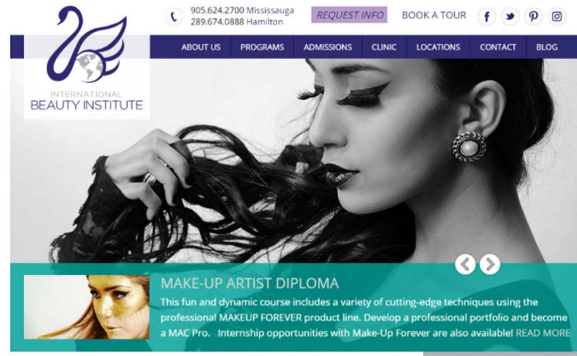 905.624.2700 Mississauga
289.674.0888 Hamilton
REQUEST INFO
BOOK A TOUR
ABOUT US
PROGRAMS
ADMISSIONS
CLINIC
LOCATIONS
CONTACT
BLOG
INTERNATIONAL
BEAUTY INSTITUTE
MAKE-UP ARTIST DIPLOMA
This fun and dynamic course includes a variety of cutting-edge techniques using the
professional MAKEUP FOREVER product line. Develop a professional portfolio and become
a MAC Pro. Internship opportunities with Make-Up Forever are also available! READ MORE